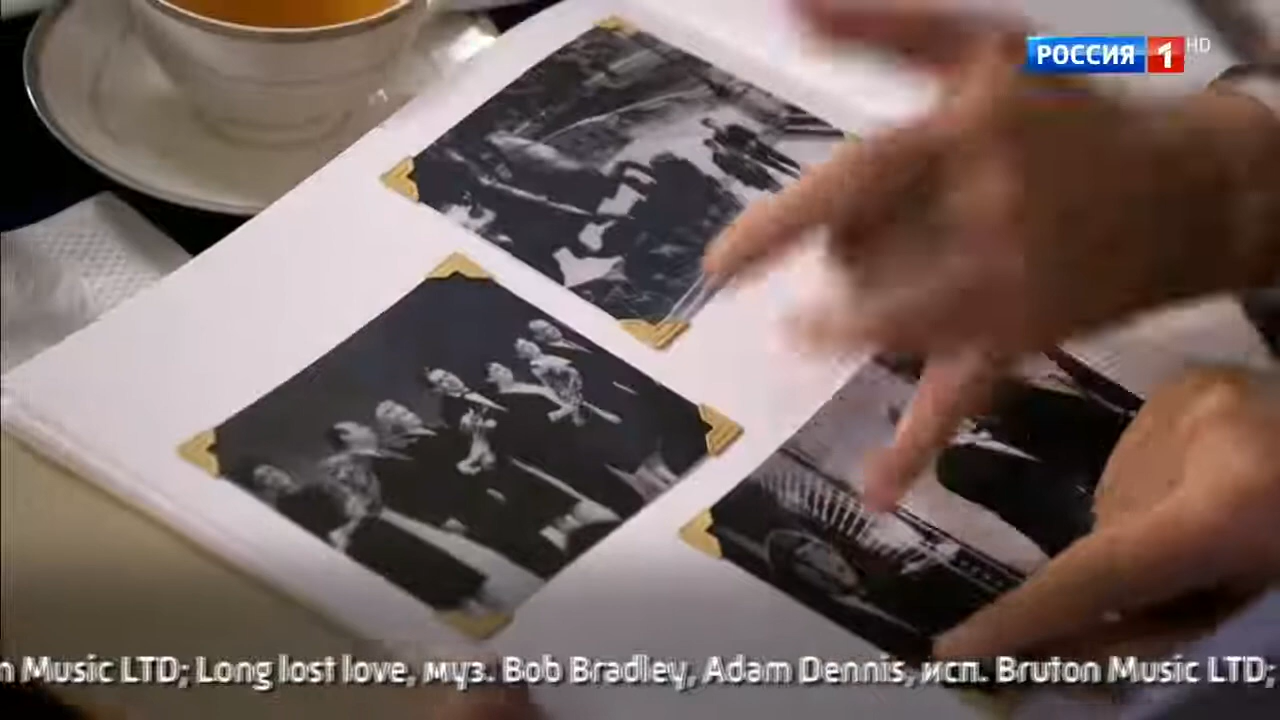 РОССИЯ 1 HD
n Music LTD; Long lost love, муз. Bob Bradley, Adam Dennis, исп. Bruton Music LTD;